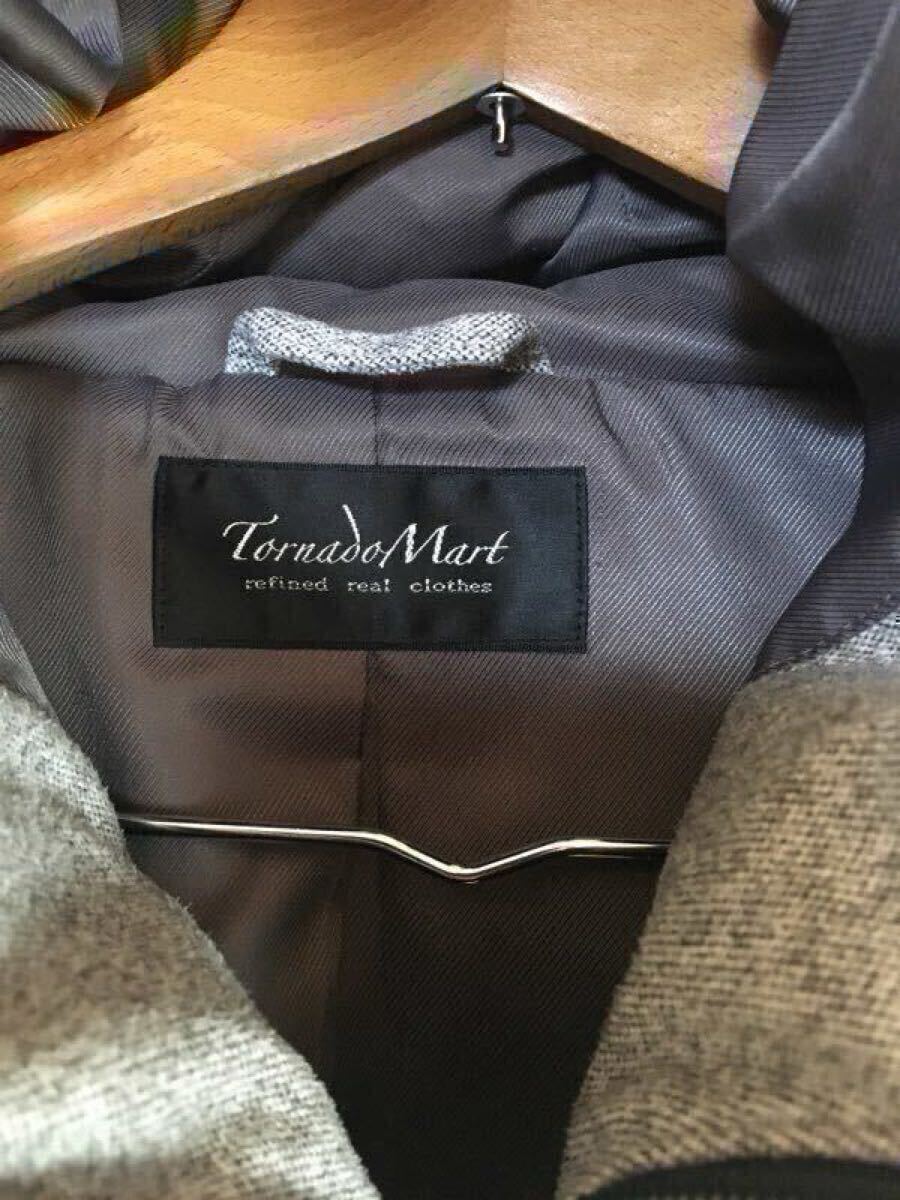 TornadoMart
refined real clothes